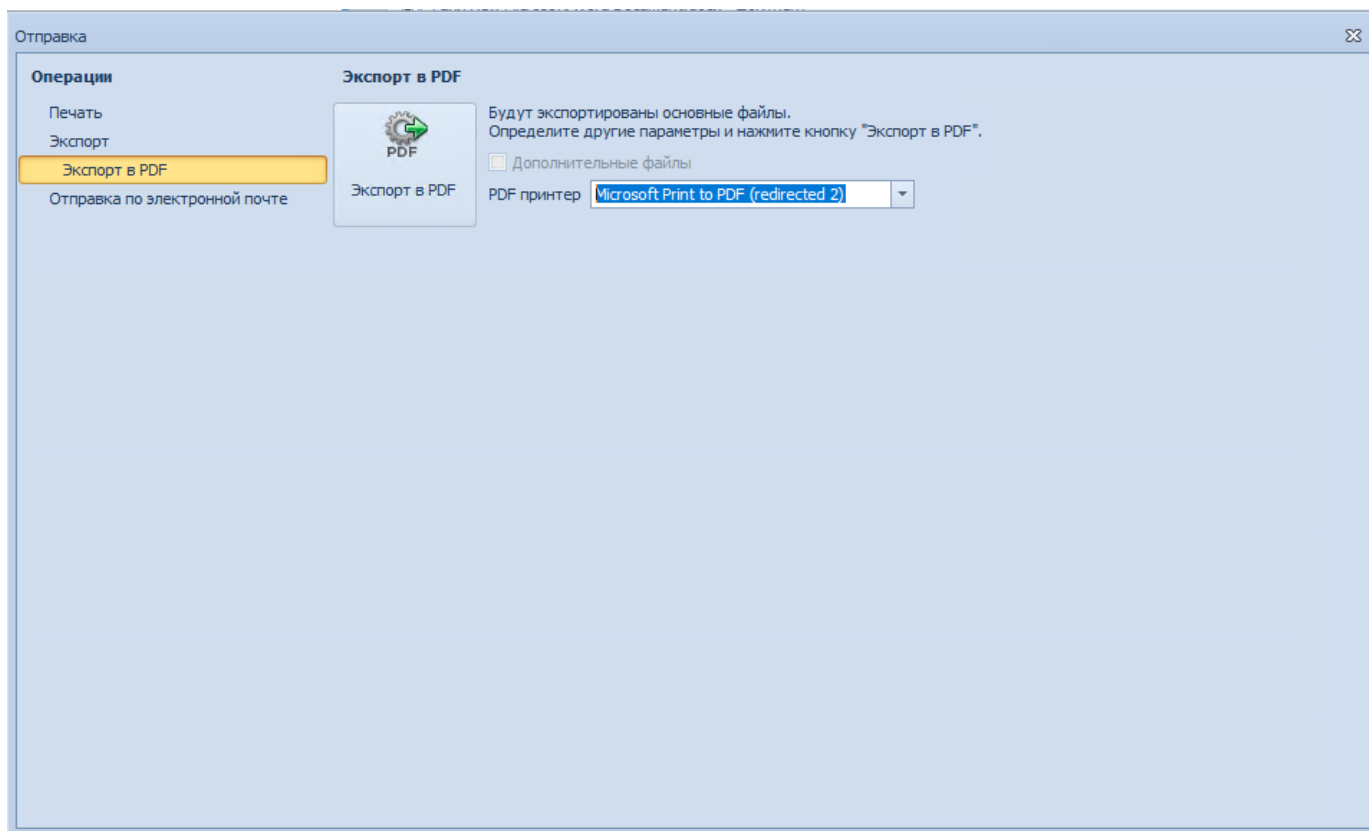 Отправка
Операции
Печать
Экспорт
Экспорт в PDF
Отправка по электронной почте
Экспорт в PDF
PDF
Экспорт в PDF
Будут экспортированы основные файлы.
Определите другие параметры и нажмите кнопку "Экспорт в PDF".
Дополнительные файлы
PDF принтер Microsoft Print to PDF (redirected 2)